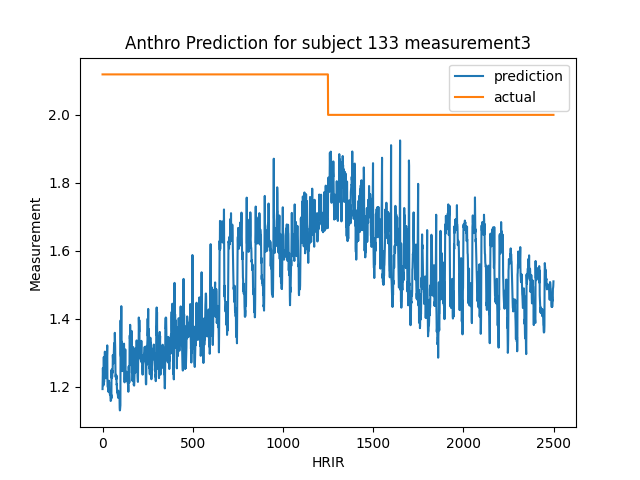 Anthro Prediction for subject 133 measurement3
prediction
actual
2.0
1.8
1.6
1.4
1.2
Measurement
0
500
1000
1500
2000
2500
HRIR